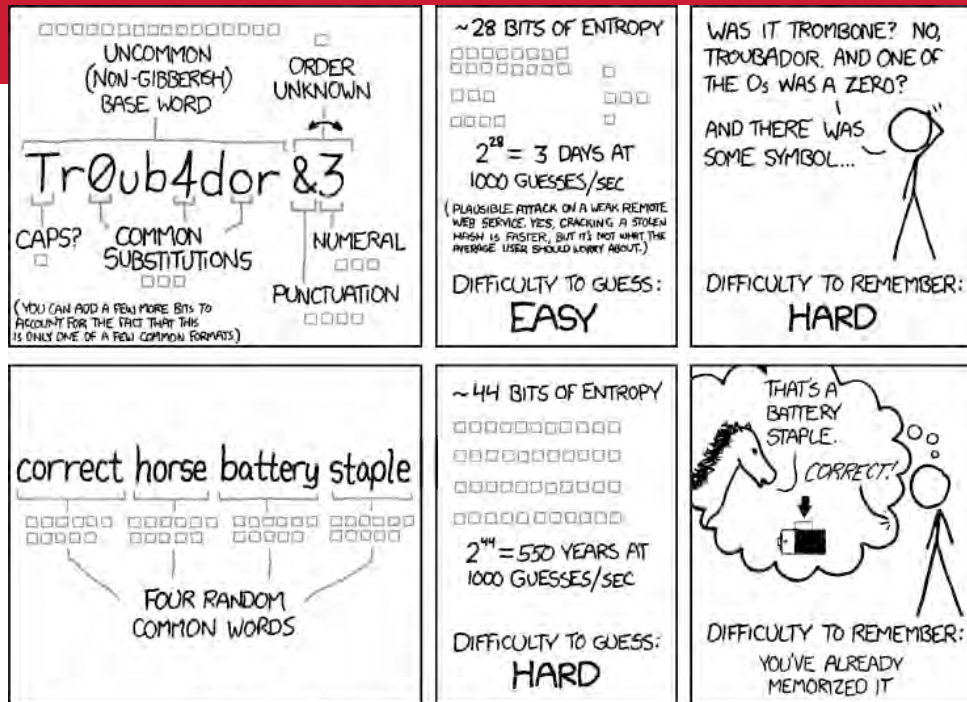 UNCOMMON
(NON-GIBBERISH)
BASE WORD
ORDER
UNKNOWN
Tr0ub4dor &3
CAPS?
COMMON
SUBSTITUTIONS
NUMERAL
PUNCTUATION
(YOU CAN ADD A FEW MORE BITS TO
ACCOUNT FOR THE FACT THAT THIS
IS ONLY ONE OF A FEW COMMON FORMATS.)
~28 BITS OF ENTROPY
2^28 = 3 DAYS AT
1000 GUESSES/SEC
(PLAUSIBLE ATTACK ON A WEAK REMOTE
WEB SERVICE. YES, CRACKING A STOLEN
HASH IS FASTER, BUT IT'S NOT WHAT THE
AVERAGE USER SHOULD WORRY ABOUT.)
DIFFICULTY TO GUESS:
EASY
WAS IT TROMBONE? NO,
TROUBADOR. AND ONE OF
THE Os WAS A ZERO?
AND THERE WAS
SOME SYMBOL...
DIFFICULTY TO REMEMBER:
HARD
correct horse battery staple
FOUR RANDOM
COMMON WORDS
~44 BITS OF ENTROPY
2^44 = 550 YEARS AT
1000 GUESSES/SEC
DIFFICULTY TO GUESS:
HARD
THAT'S A
BATTERY
STAPLE.
CORRECT!
DIFFICULTY TO REMEMBER:
YOU'VE ALREADY
MEMORIZED IT